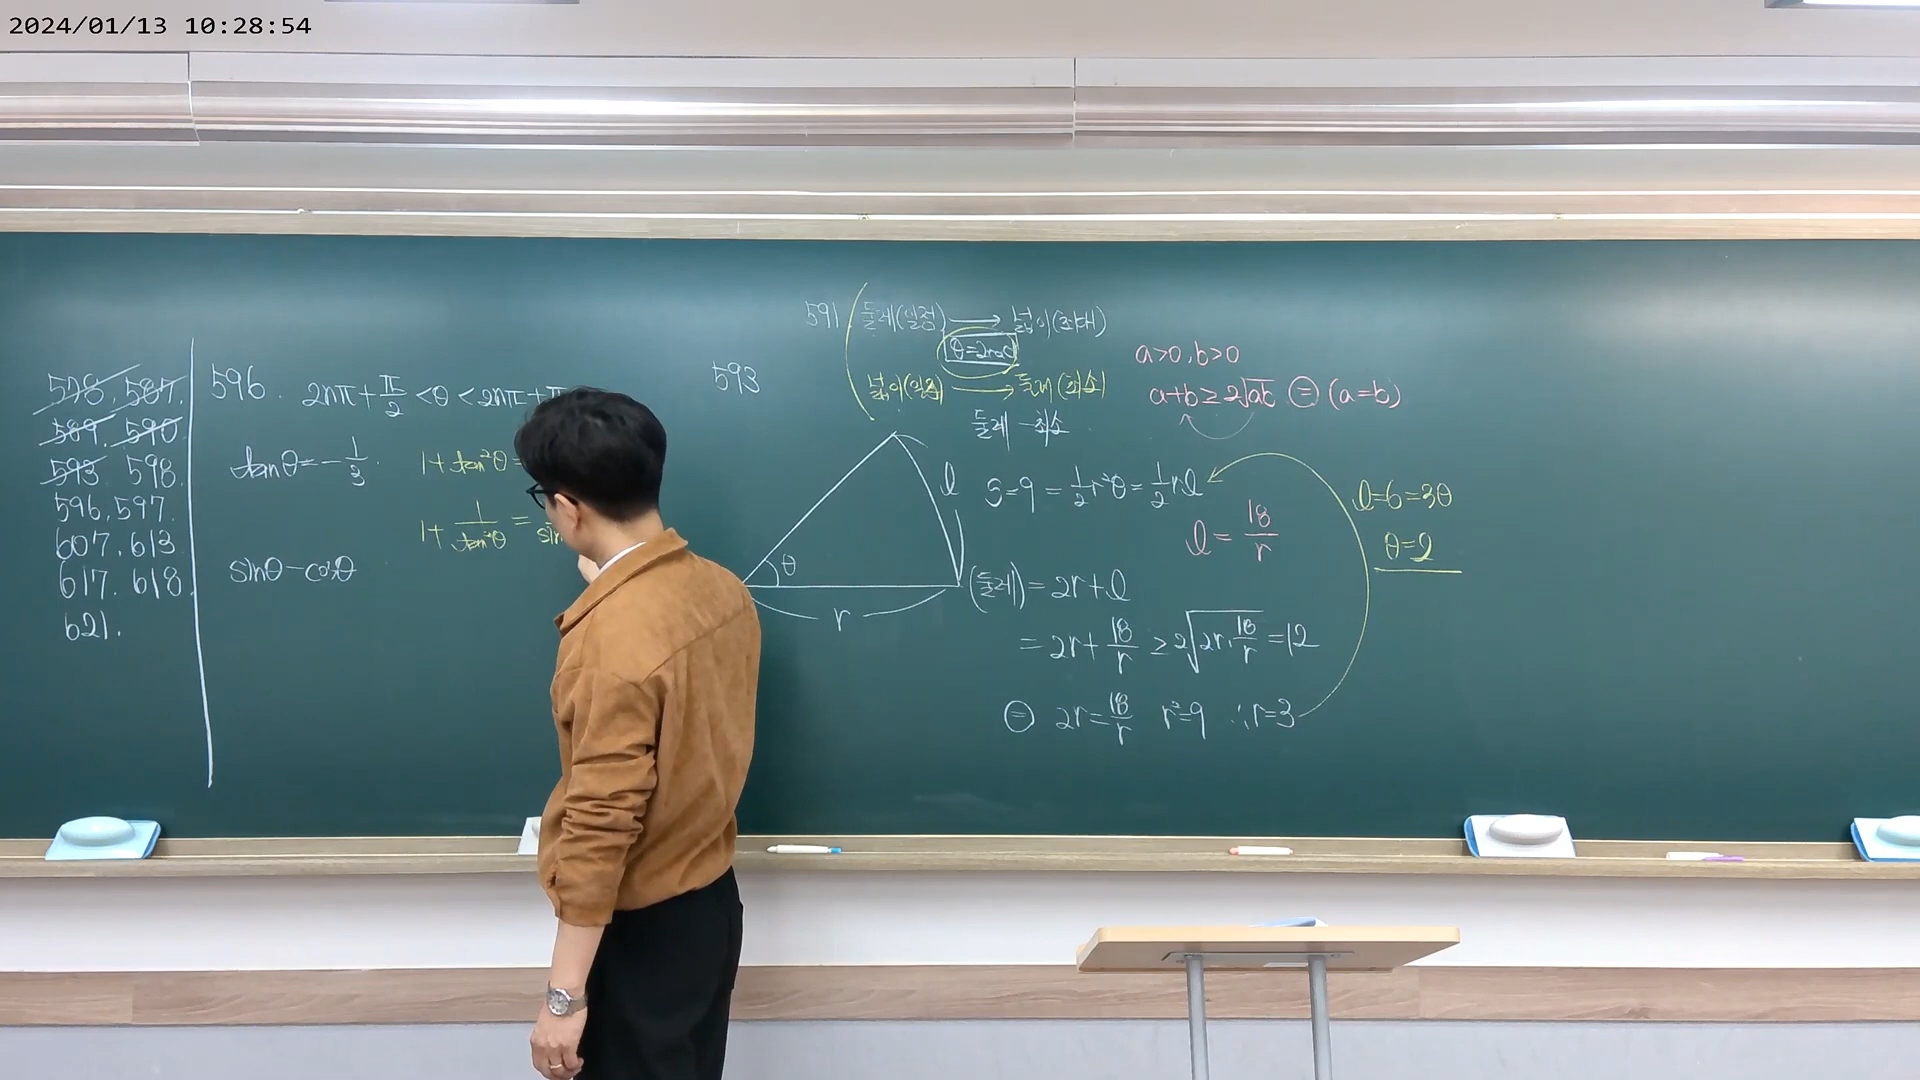 2024/01/13 10:28:54
578, 587,
589, 590
593 598
596, 597
607, 613
617. 618
621.
596. 2nπ+π/2 <θ <2nπ+π
tanθ=-1/3
1+tan²θ=
1+1/tan²θ = sin
sinθ-cosθ
593
591 둘레(일정) → 넓이(최대)
θ=2rad
넓이(일정) → 둘레(최소)
둘레 → 최소
a>0, b>0
a+b≥2√ab (=) (a=b)
l
θ
r
S=9 = 1/2r²θ = 1/2rl
l = 18/r
(둘레) = 2r+l
= 2r+18/r ≥ 2√2r·18/r = 12
(=) 2r=18/r r²=9 ∴r=3
l=6=3θ
θ=2